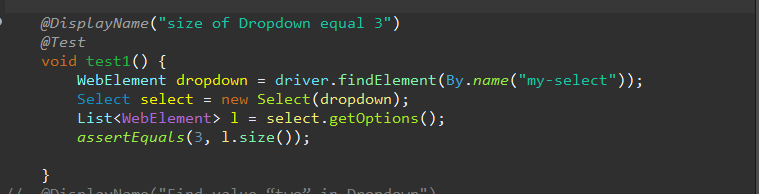 @DisplayName("size of Dropdown equal 3")
@Test
void test1() {
WebElement dropdown = driver.findElement(By.name("my-select"));
Select select = new Select(dropdown);
List<WebElement> l = select.getOptions();
assertEquals(3, l.size());
}
// @DisplayName("Find value “two” in Dropdown")